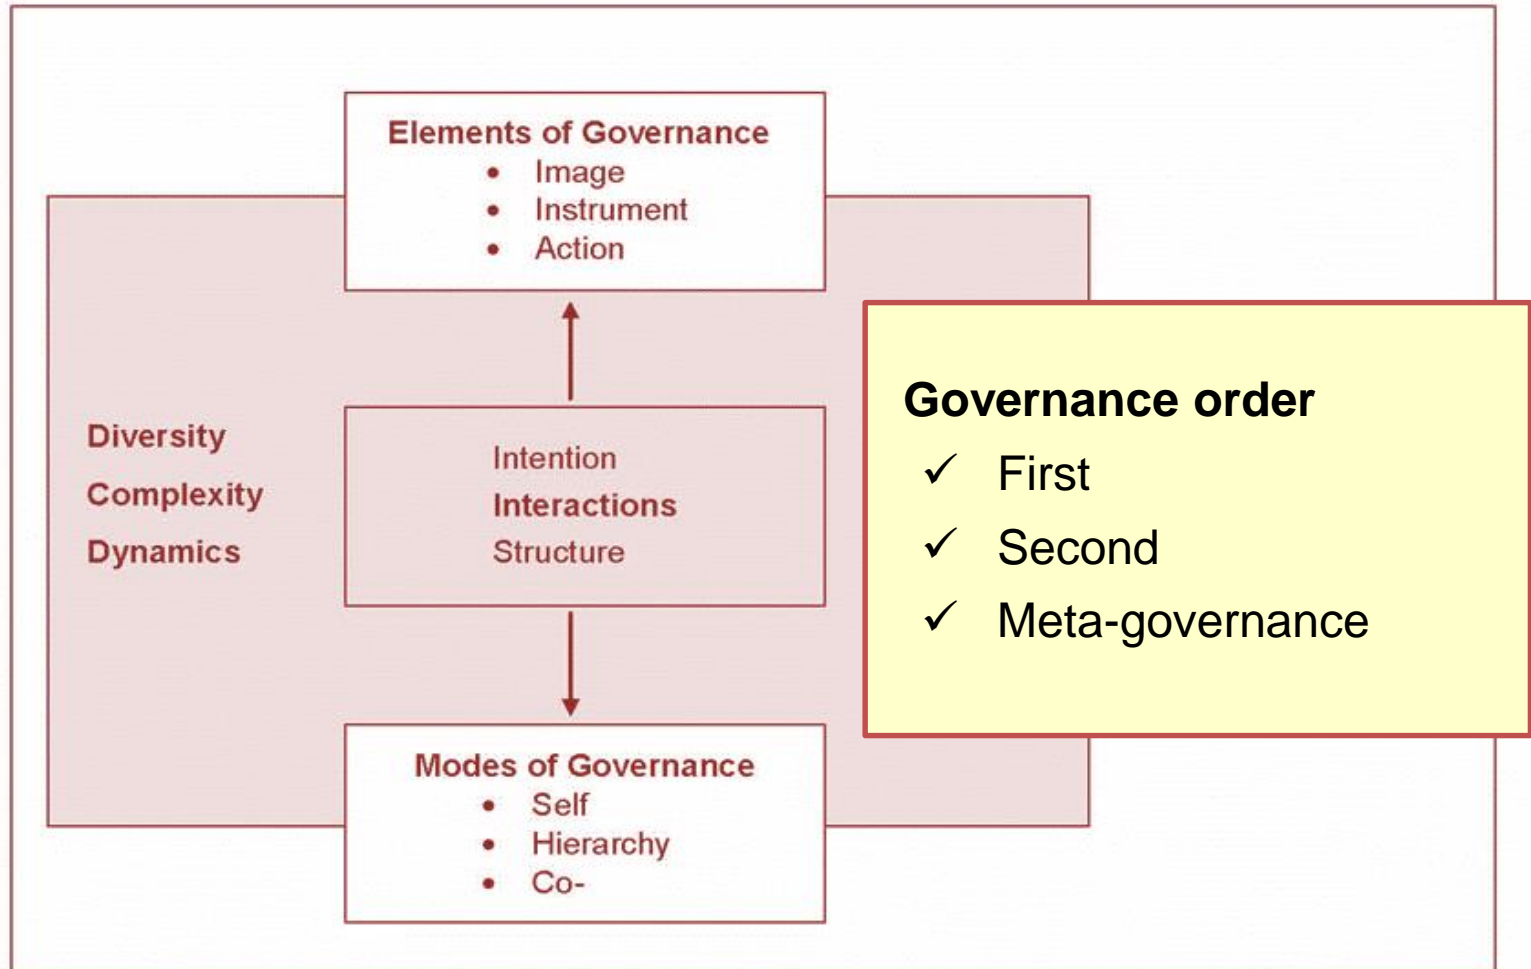 Elements of Governance
• Image
• Instrument
• Action
Diversity
Complexity
Dynamics
Intention
Interactions
Structure
Governance order
✓ First
✓ Second
✓ Meta-governance
Modes of Governance
• Self
• Hierarchy
• Co-